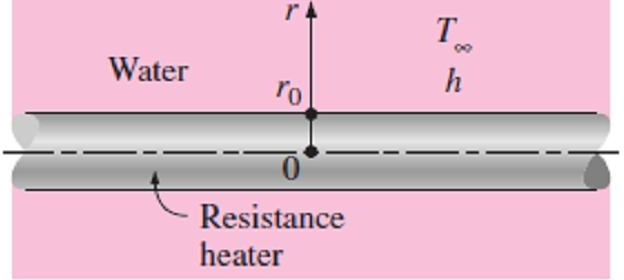 r
T∞
Water
h
r0
0
Resistance
heater